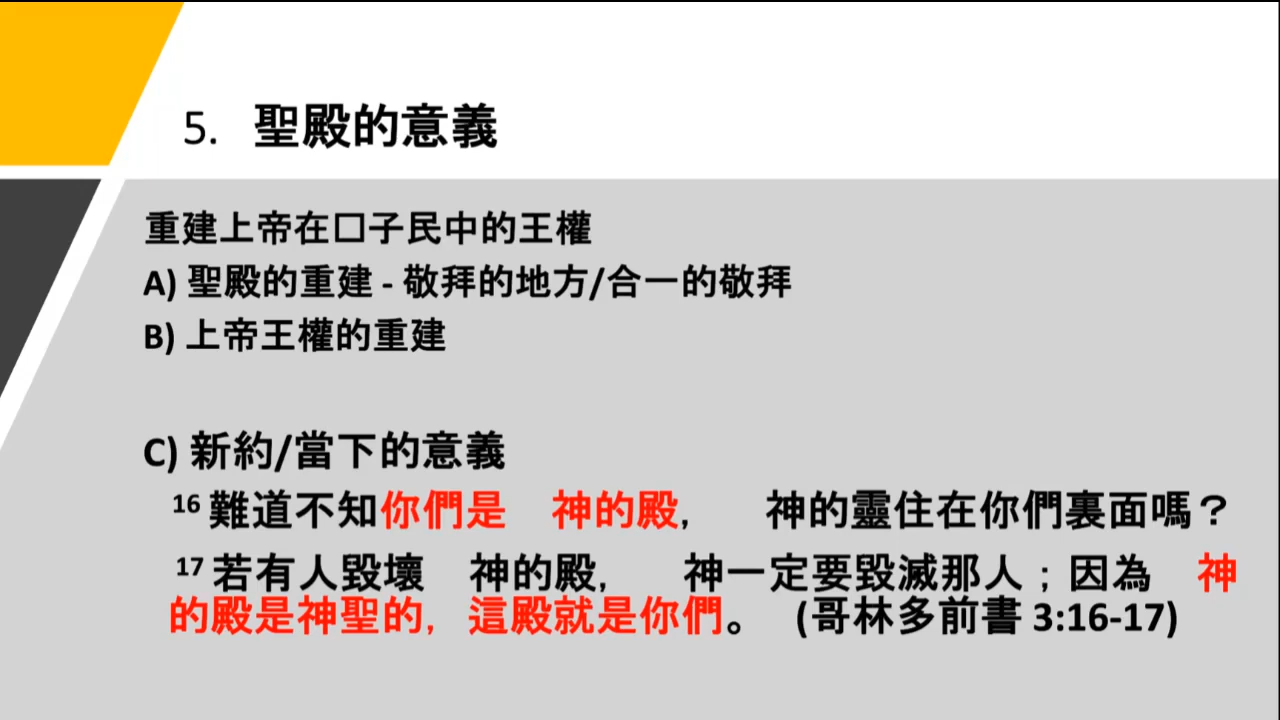 5. 聖殿的意義
重建上帝在口子民中的王權
A) 聖殿的重建 - 敬拜的地方/合一的敬拜
B) 上帝王權的重建
C) 新約/當下的意義
16 難道不知你們是　神的殿,　神的靈住在你們裏面嗎？
17 若有人毀壞　神的殿,　神一定要毀滅那人；因為　神
的殿是神聖的, 這殿就是你們。 (哥林多前書 3:16-17)